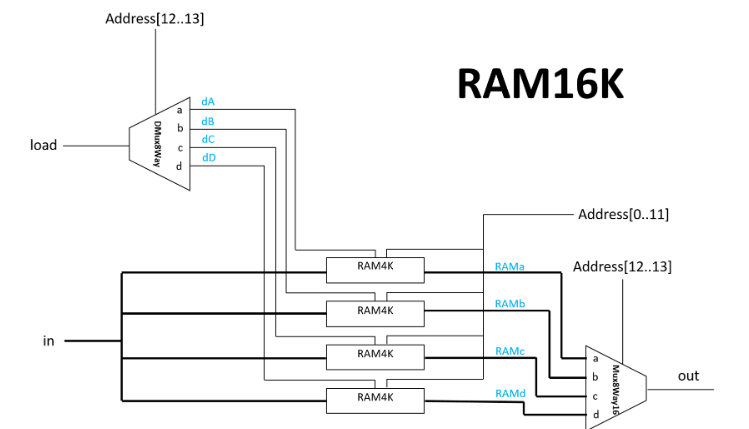 Address[12..13]
RAM16K
load
DMux8Way
a
b
c
d
dA
dB
dC
dD
Address[0..11]
Address[12..13]
in
RAM4K
RAM4K
RAM4K
RAM4K
RAMa
RAMb
RAMc
RAMd
a
b
c
d
Mux8Way16
out